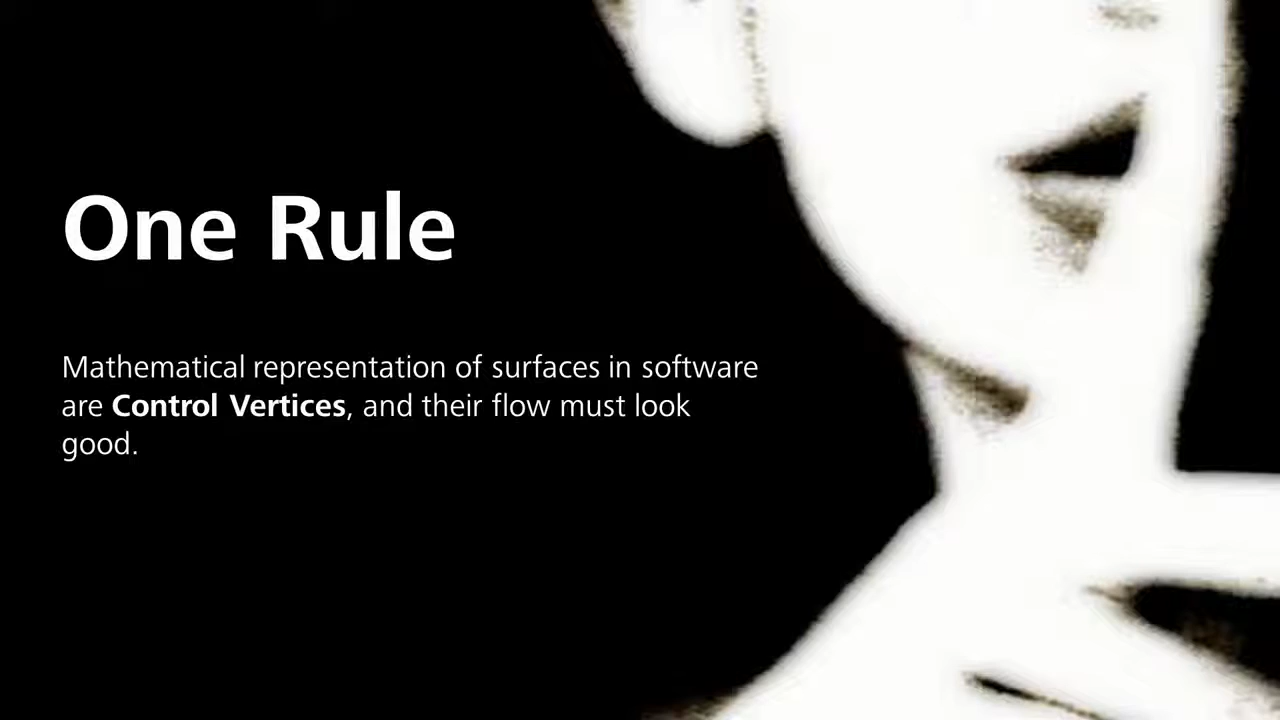 One Rule
Mathematical representation of surfaces in software
are Control Vertices, and their flow must look
good.